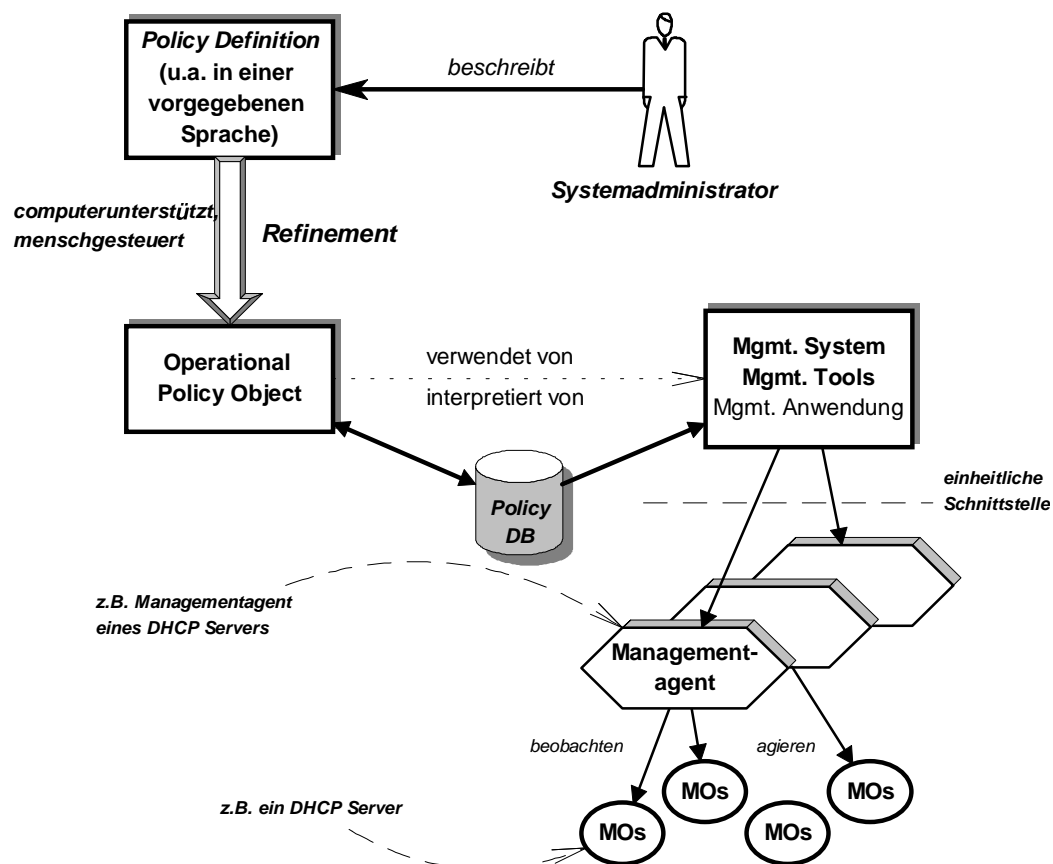 Policy Definition
(u.a. in einer
vorgegebenen
Sprache)
beschreibt
Systemadministrator
computerunterstützt,
menschgesteuert
Refinement
Operational
Policy Object
verwendet von
interpretiert von
Mgmt. System
Mgmt. Tools
Mgmt. Anwendung
Policy
DB
einheitliche
Schnittstelle
z.B. Managementagent
eines DHCP Servers
Management-
agent
beobachten
agieren
MOs
MOs
z.B. ein DHCP Server
MOs
MOs